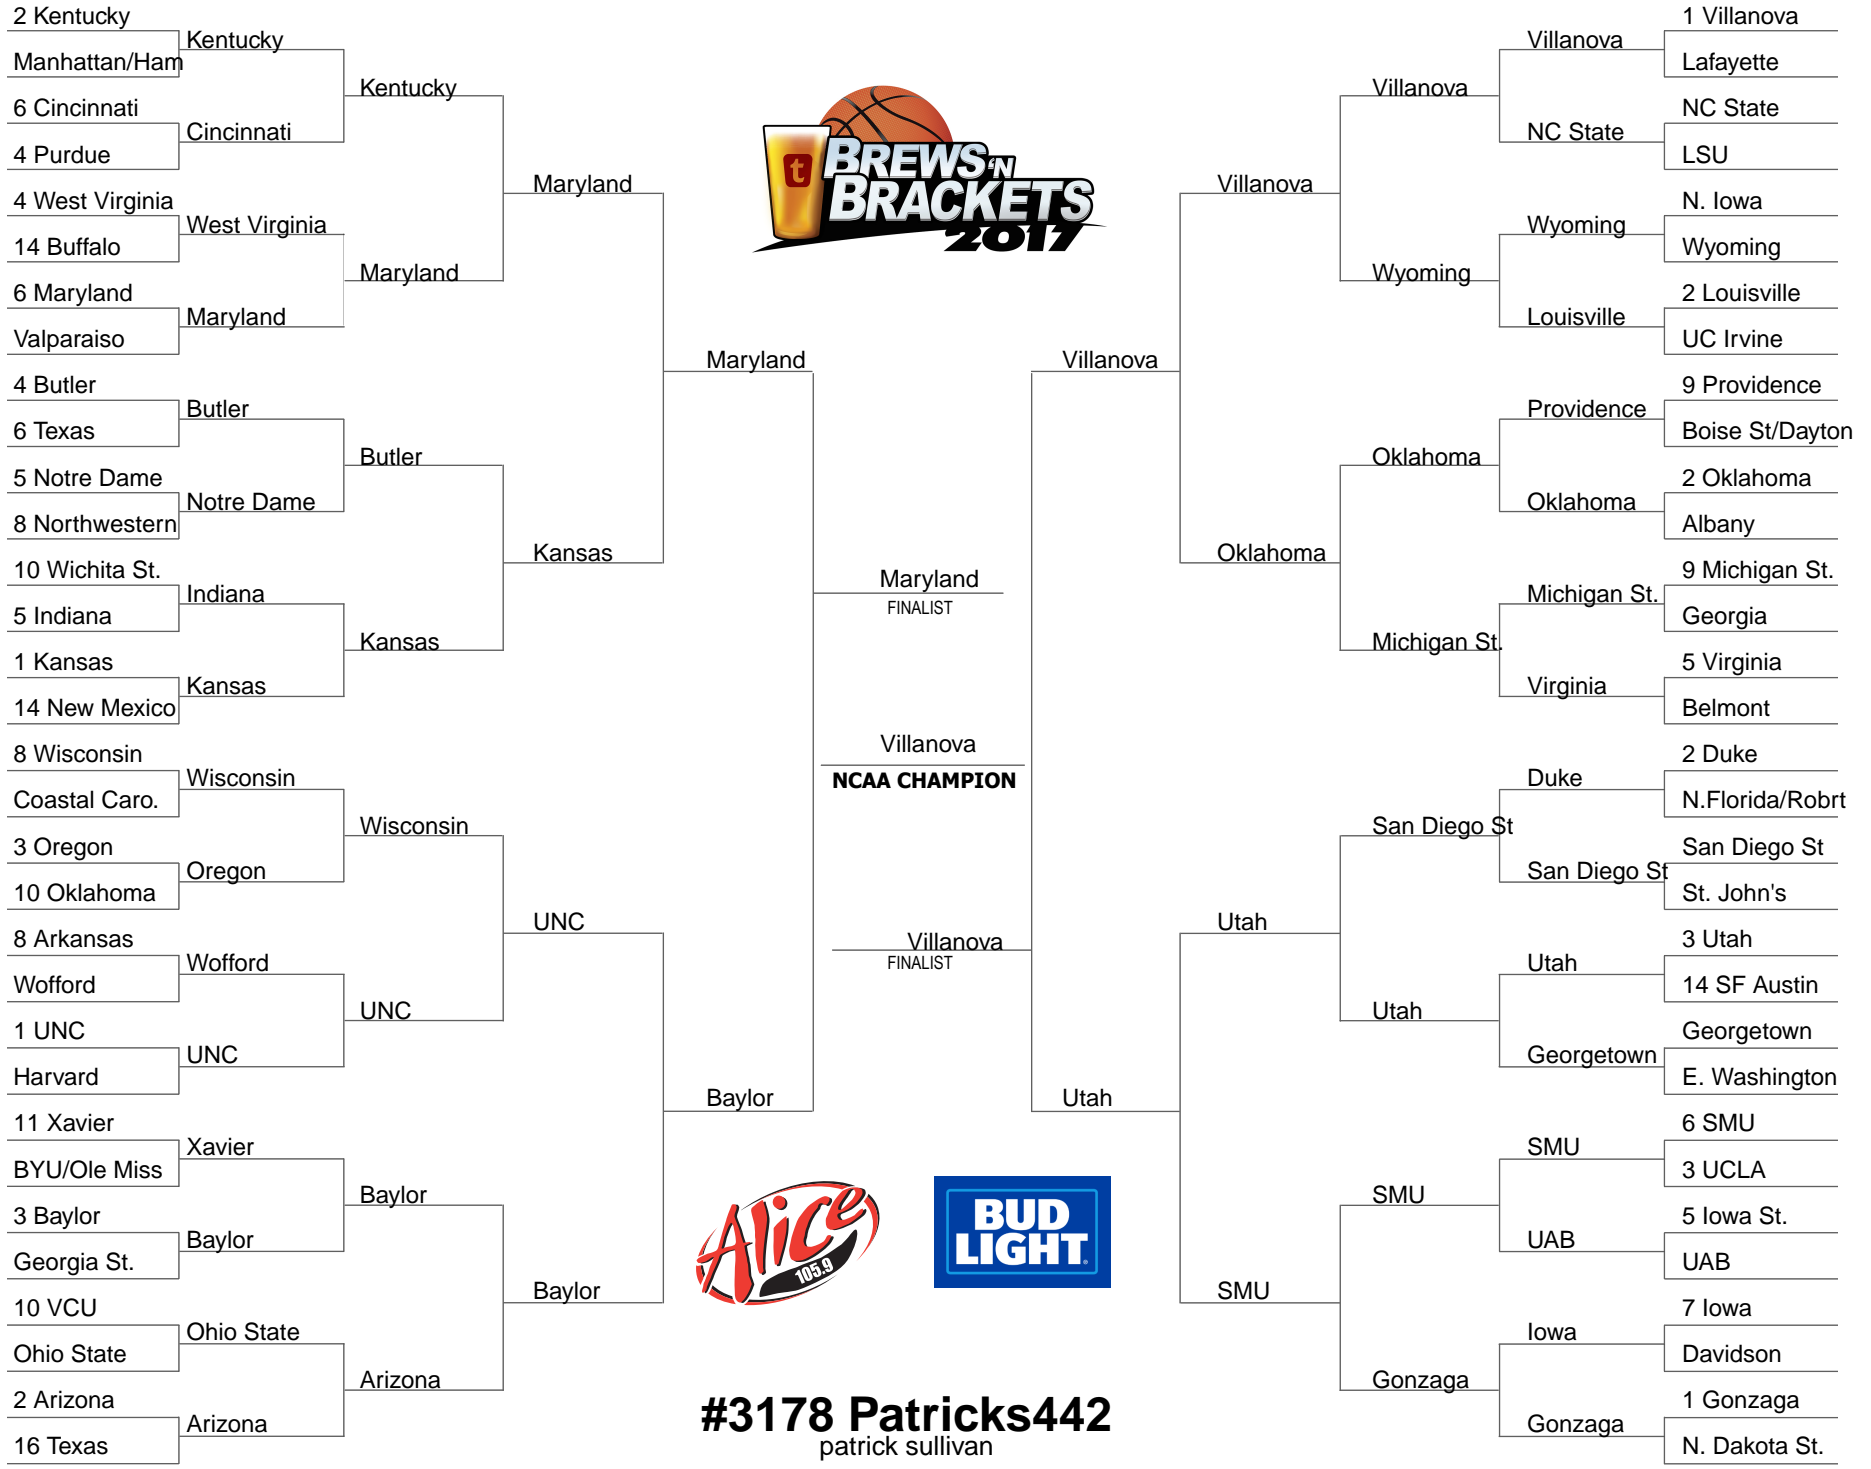 2 Kentucky
Manhattan/Ham
6 Cincinnati
4 Purdue
4 West Virginia
14 Buffalo
6 Maryland
Valparaiso
4 Butler
6 Texas
5 Notre Dame
8 Northwestern
10 Wichita St.
5 Indiana
1 Kansas
14 New Mexico
8 Wisconsin
Coastal Caro.
3 Oregon
10 Oklahoma
8 Arkansas
Wofford
1 UNC
Harvard
11 Xavier
BYU/Ole Miss
3 Baylor
Georgia St.
10 VCU
Ohio State
2 Arizona
16 Texas
Kentucky
Cincinnati
West Virginia
Maryland
Butler
Notre Dame
Indiana
Kansas
Wisconsin
Oregon
Wofford
UNC
Xavier
Baylor
Ohio State
Arizona
Kentucky
Maryland
Butler
Kansas
Wisconsin
UNC
Baylor
Arizona
Maryland
Kansas
UNC
Baylor
Maryland
Baylor
t
BREWS 'N
BRACKETS
2017
Maryland
FINALIST
Villanova
NCAA CHAMPION
Villanova
FINALIST
Alice
105.9
BUD
LIGHT
#3178 Patricks442
patrick sullivan
Villanova
Utah
Villanova
Oklahoma
Utah
SMU
Villanova
Wyoming
Oklahoma
Michigan St.
San Diego St
Utah
SMU
Gonzaga
Villanova
NC State
Wyoming
Louisville
Providence
Oklahoma
Michigan St.
Virginia
Duke
San Diego St
Utah
Georgetown
SMU
UAB
Iowa
Gonzaga
1 Villanova
Lafayette
NC State
LSU
N. Iowa
Wyoming
2 Louisville
UC Irvine
9 Providence
Boise St/Dayton
2 Oklahoma
Albany
9 Michigan St.
Georgia
5 Virginia
Belmont
2 Duke
N.Florida/Robrt
San Diego St
St. John's
3 Utah
14 SF Austin
Georgetown
E. Washington
6 SMU
3 UCLA
5 Iowa St.
UAB
7 Iowa
Davidson
1 Gonzaga
N. Dakota St.